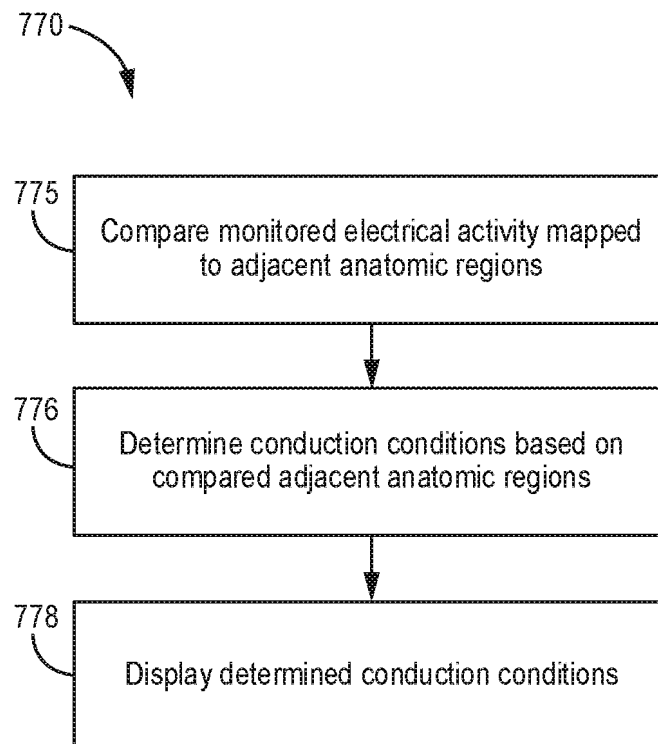 770
775
Compare monitored electrical activity mapped
to adjacent anatomic regions
776
Determine conduction conditions based on
compared adjacent anatomic regions
778
Display determined conduction conditions